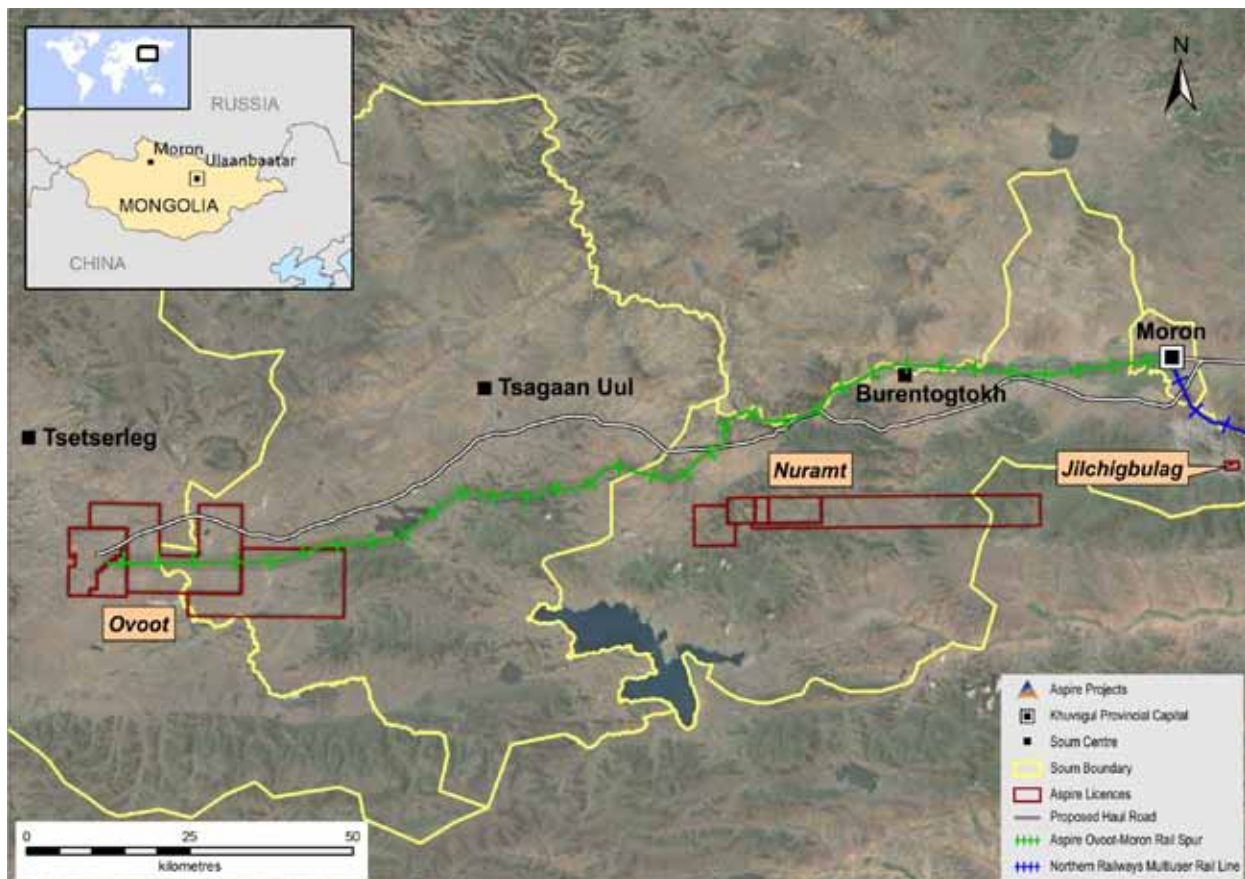 RUSSIA
Moron
Ulaanbaatar
MONGOLIA
CHINA
N
Moron
Tsagaan Uul
Burentogtokh
Tsetserleg
Nuramt
Jilchigbulag
Ovoot
Aspire Projects
Khuvsgul Provincial Capital
Soum Centre
Soum Boundary
Aspire Licences
Proposed Haul Road
Aspire Ovoot-Moron Rail Spur
Northern Railways Multiuser Rail Line
0 25 50
kilometres